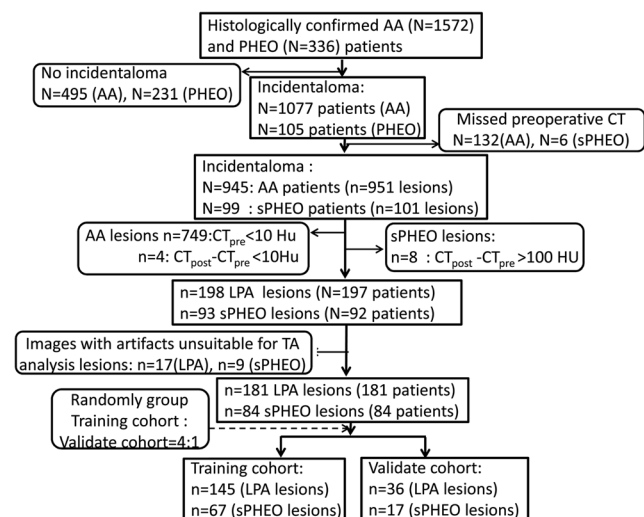 Histologically confirmed AA (N=1572)
and PHEO (N=336) patients
No incidentaloma
N=495 (AA), N=231 (PHEO)
Incidentaloma:
N=1077 patients (AA)
N=105 patients (PHEO)
Missed preoperative CT
N=132(AA), N=6 (sPHEO)
Incidentaloma :
N=945: AA patients (n=951 lesions)
N=99 : sPHEO patients (n=101 lesions)
AA lesions n=749:CTpre<10 Hu
n=4: CTpost-CTpre<10Hu
sPHEO lesions:
n=8 : CTpost -CTpre >100 HU
n=198 LPA lesions (N=197 patients)
n=93 sPHEO lesions (N=92 patients)
Images with artifacts unsuitable for TA
analysis lesions: n=17(LPA), n=9 (sPHEO)
n=181 LPA lesions (181 patients)
n=84 sPHEO lesions (84 patients)
Randomly group
Training cohort :
Validate cohort=4:1
Training cohort:
n=145 (LPA lesions)
n=67 (sPHEO lesions)
Validate cohort:
n=36 (LPA lesions)
n=17 (sPHEO lesions)